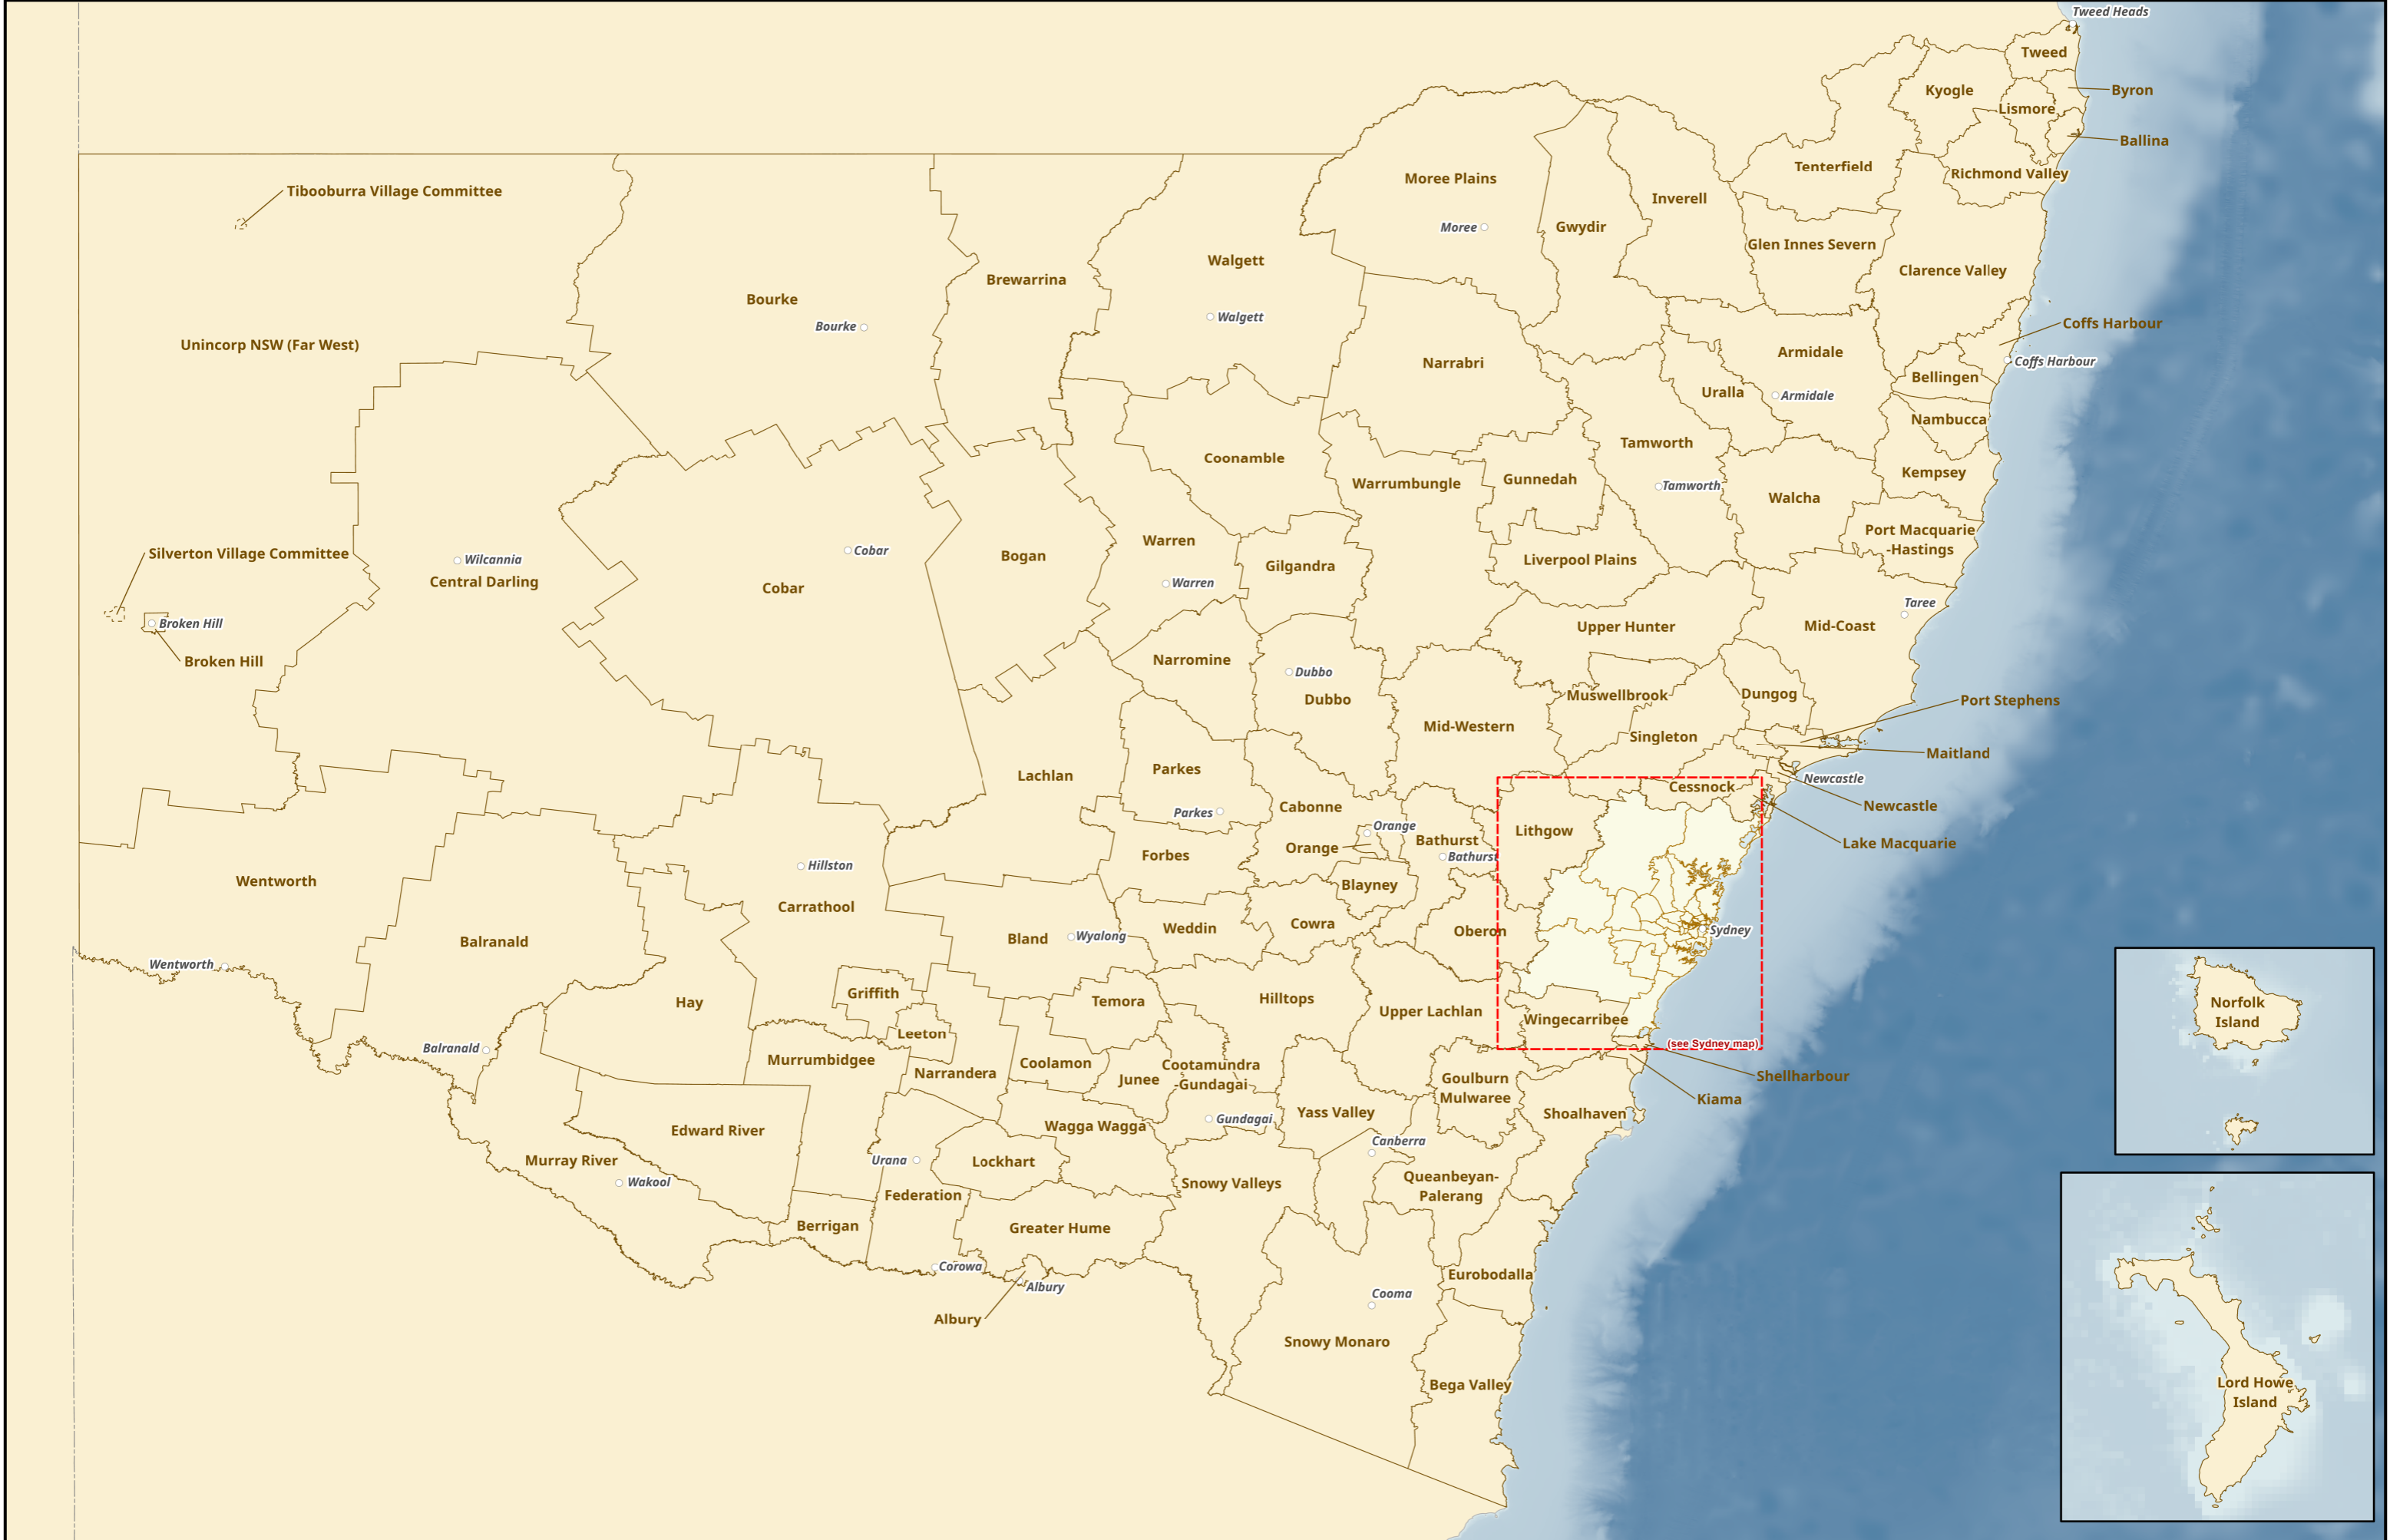 Tweed Heads
Tweed
Kyogle
Byron
Lismore
Ballina
Tenterfield
Richmond Valley
Moree Plains
Tibooburra Village Committee
Inverell
Moree
Gwydir
Glen Innes Severn
Walgett
Clarence Valley
Brewarrina
Bourke
Walgett
Bourke
Coffs Harbour
Unincorp NSW (Far West)
Armidale
Coffs Harbour
Narrabri
Bellingen
Uralla
Armidale
Nambucca
Tamworth
Coonamble
Kempsey
Gunnedah
Warrumbungle
Tamworth
Walcha
Port Macquarie
-Hastings
Warren
Cobar
Silverton Village Committee
Bogan
Wilcannia
Liverpool Plains
Gilgandra
Central Darling
Warren
Cobar
Taree
Broken Hill
Upper Hunter
Mid-Coast
Broken Hill
Narromine
Dubbo
Dubbo
Muswellbrook
Dungog
Port Stephens
Mid-Western
Singleton
Maitland
Lachlan
Parkes
Newcastle
Cessnock
Newcastle
Cabonne
Parkes
Orange
Lithgow
Bathurst
Lake Macquarie
Orange
Forbes
Bathurst
Hillston
Wentworth
Blayney
Carrathool
Cowra
Weddin
Oberon
Sydney
Bland
Wyalong
Balranald
Wentworth
Griffith
Hilltops
Temora
Hay
Norfolk
Island
Upper Lachlan
Wingecarribee
Leeton
(see Sydney map)
Balranald
Murrumbidgee
Coolamon
Cootamundra
-Gundagai
Narrandera
Junee
Shellharbour
Goulburn
Mulwaree
Kiama
Yass Valley
Shoalhaven
Gundagai
Wagga Wagga
Edward River
Canberra
Murray River
Urana
Lockhart
Wakool
Snowy Valleys
Queanbeyan-
Palerang
Federation
Berrigan
Greater Hume
Corowa
Eurobodalla
Albury
Cooma
Albury
Snowy Monaro
Bega Valley
Lord Howe
Island